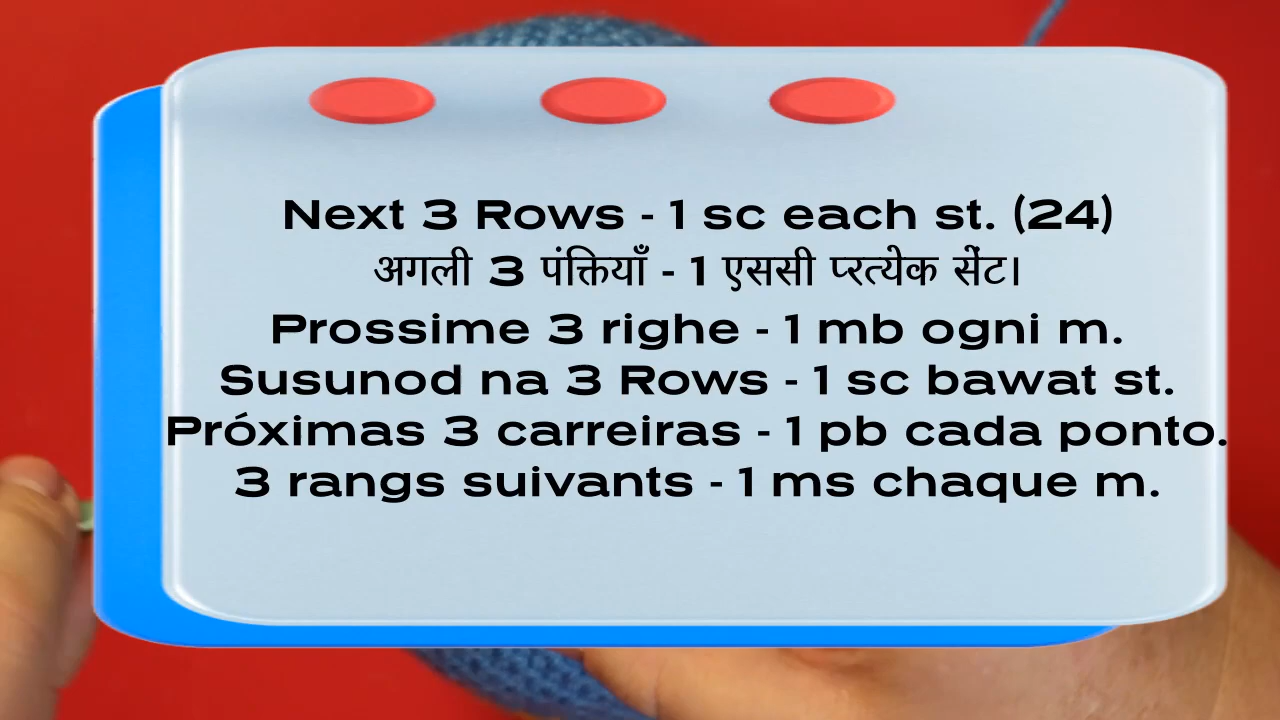 Next 3 Rows - 1 sc each st. (24)
अगली 3 पंक्तियाँ - 1 एससी प्रत्येक सेंट।
Prossime 3 righe - 1 mb ogni m.
Susunod na 3 Rows - 1 sc bawat st.
Próximas 3 carreiras - 1 pb cada ponto.
3 rangs suivants - 1 ms chaque m.